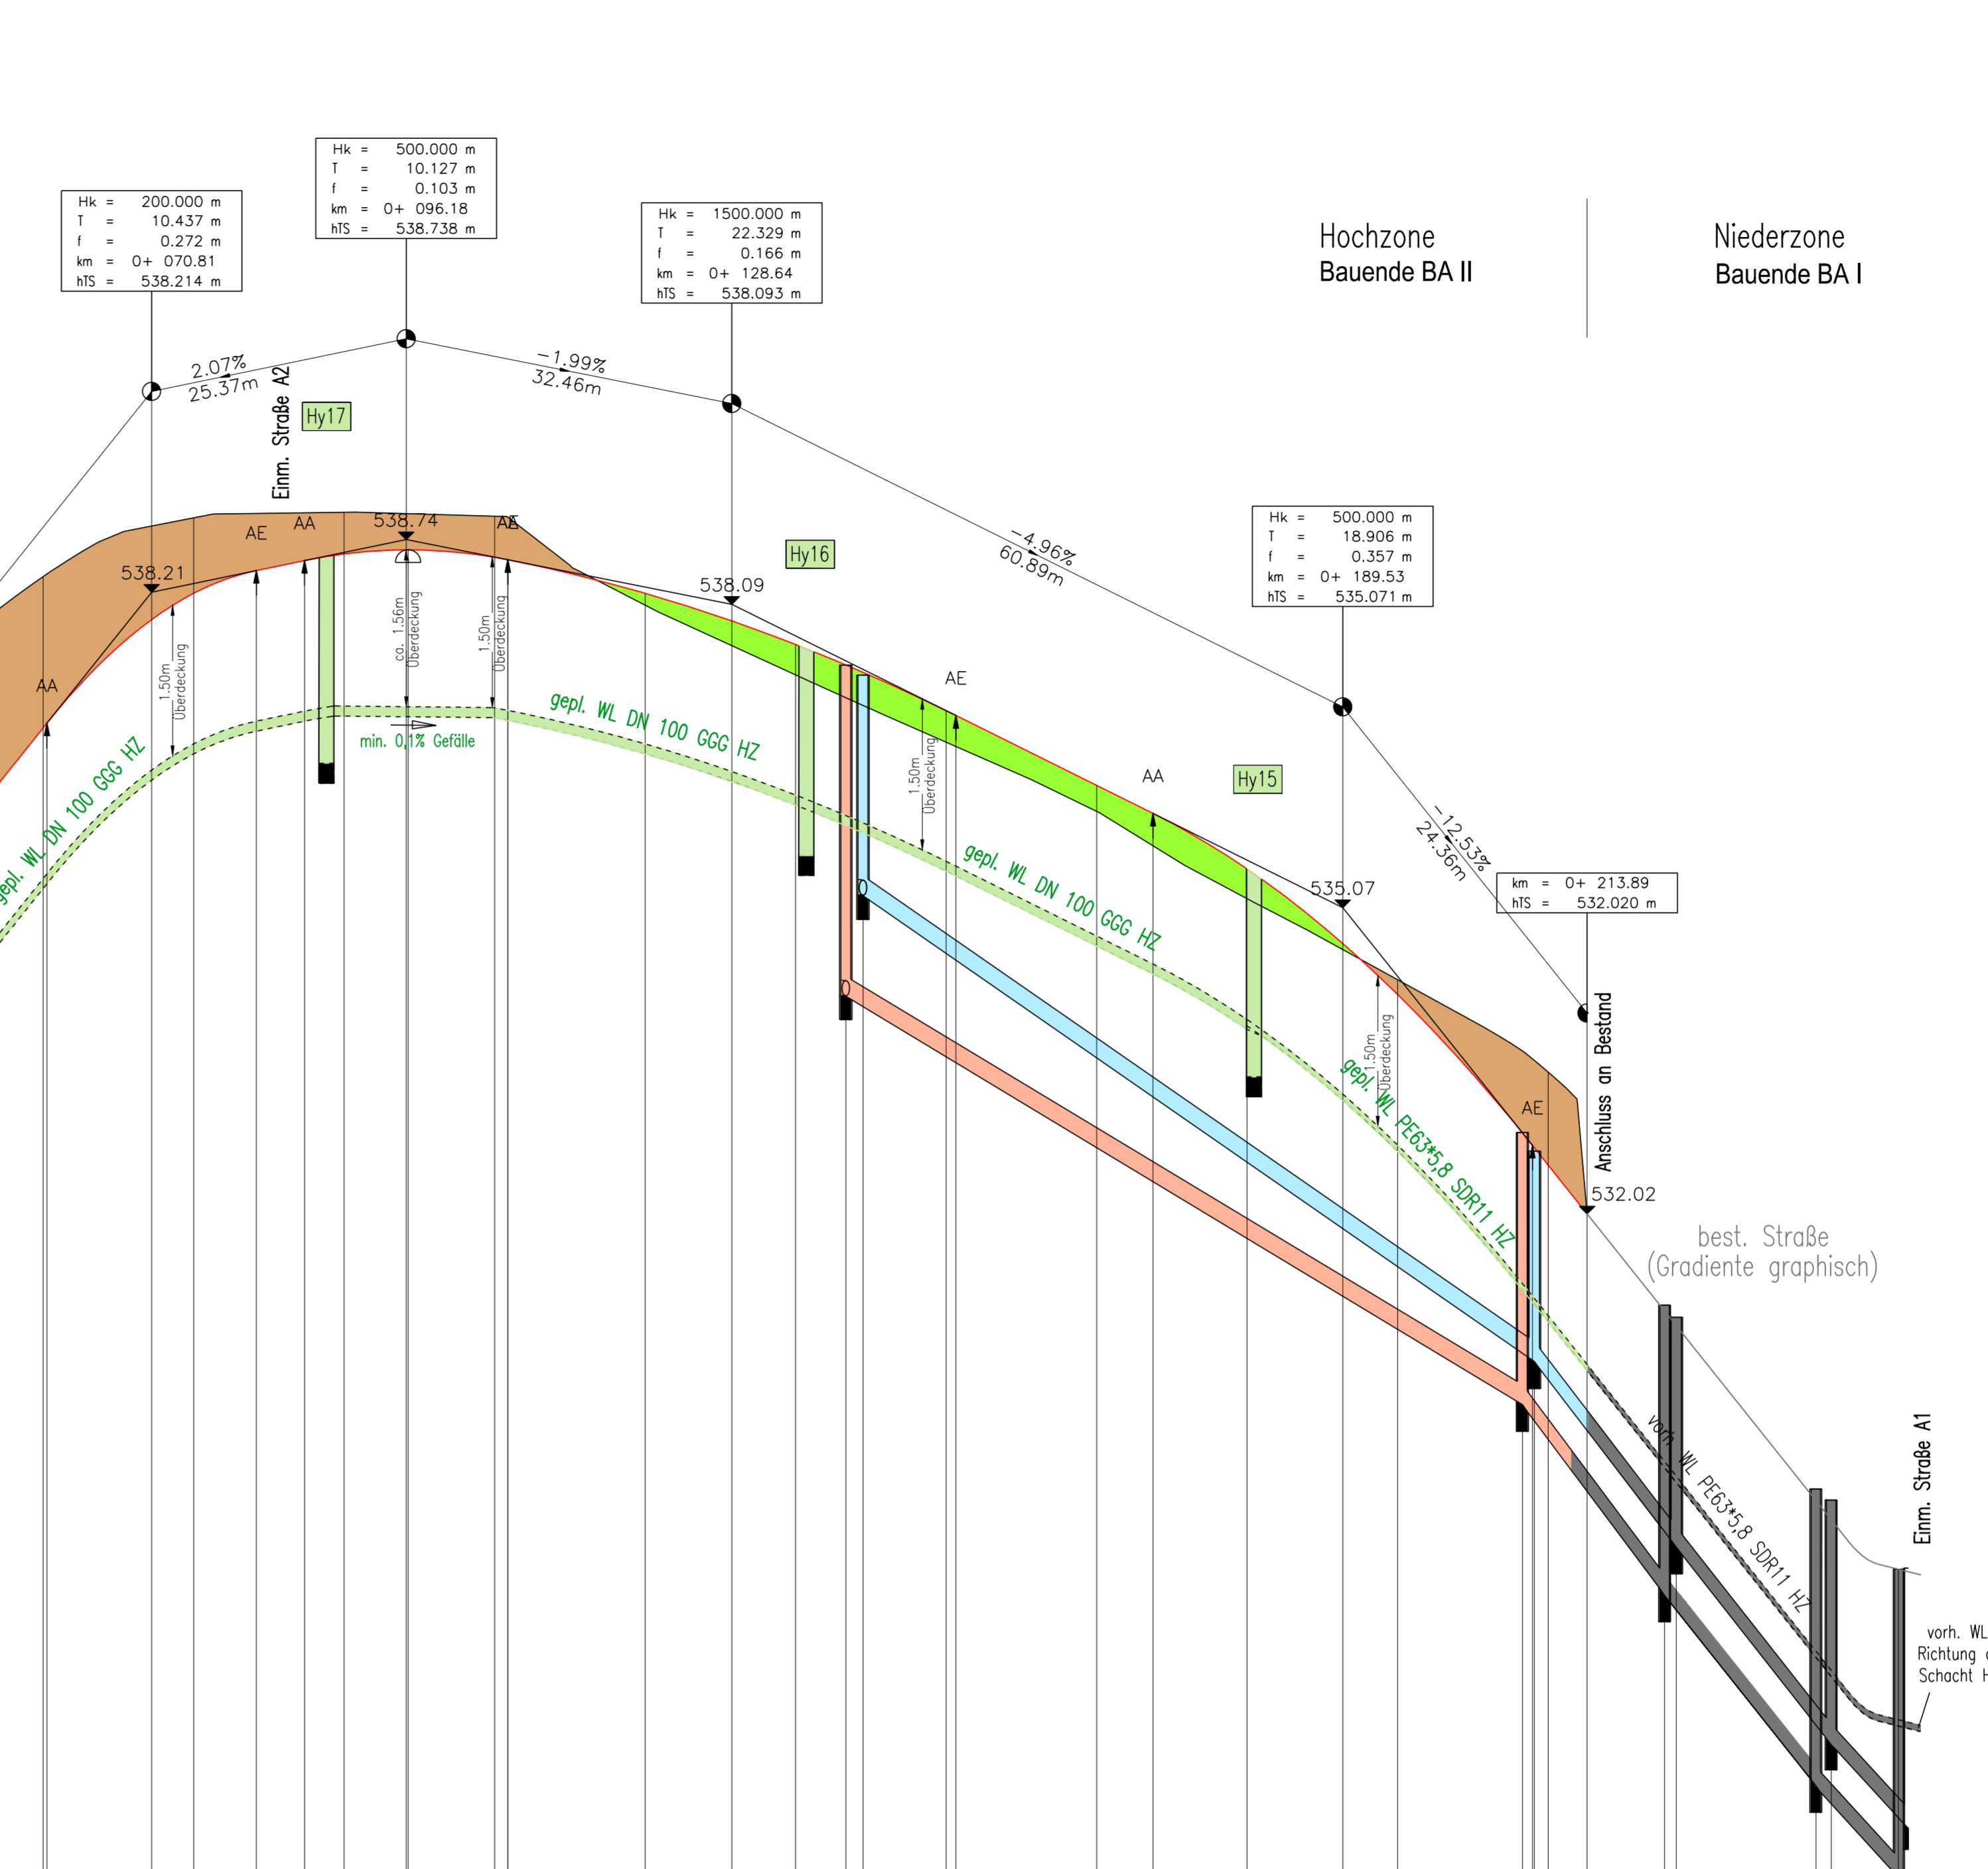 Hk = 500.000 m
T = 10.127 m
f = 0.103 m
km = 0+ 096.18
hTS = 538.738 m
Hk = 200.000 m
T = 10.437 m
f = 0.272 m
km = 0+ 070.81
hTS = 538.214 m
Hk = 1500.000 m
T = 22.329 m
f = 0.166 m
km = 0+ 128.64
hTS = 538.093 m
Hochzone
Bauende BA II
Niederzone
Bauende BA I
2.07%
25.37m
-1.99%
32.46m
Einm. Straße A2
Hy17
-4.96%
60.89m
Hk = 500.000 m
T = 18.906 m
f = 0.357 m
km = 0+ 189.53
hTS = 535.071 m
AE
AA
538.74
AE
538.21
Hy16
538.09
AA
1.50m
Überdeckung
ca. 1.56m
Überdeckung
1.50m
Überdeckung
AE
gepl. WL DN 100 GGG HZ
min. 0,1% Gefälle
gepl. WL DN 100 GGG HZ
1.50m
Überdeckung
AA
Hy15
-12.53%
24.36m
gepl. WL DN 100 GGG HZ
535.07
km = 0+ 213.89
hTS = 532.020 m
1.50m
Überdeckung
gepl. WL PE63*5,8 SDR11 HZ
AE
Anschluss an Bestand
532.02
best. Straße
(Gradiente graphisch)
vorh. WL PE63*5,8 SDR11 HZ
Einm. Straße A1
vorh. WL
Richtung
Schacht